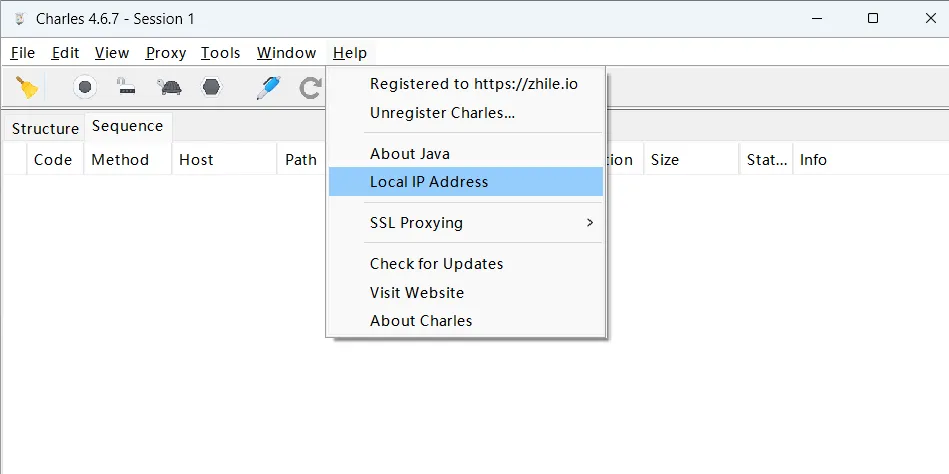 Charles 4.6.7 - Session 1
File Edit View Proxy Tools Window Help
Registered to https://zhile.io
Unregister Charles...
Structure Sequence
Code Method Host Path Size Stat... Info
About Java
Local IP Address
SSL Proxying >
Check for Updates
Visit Website
About Charles